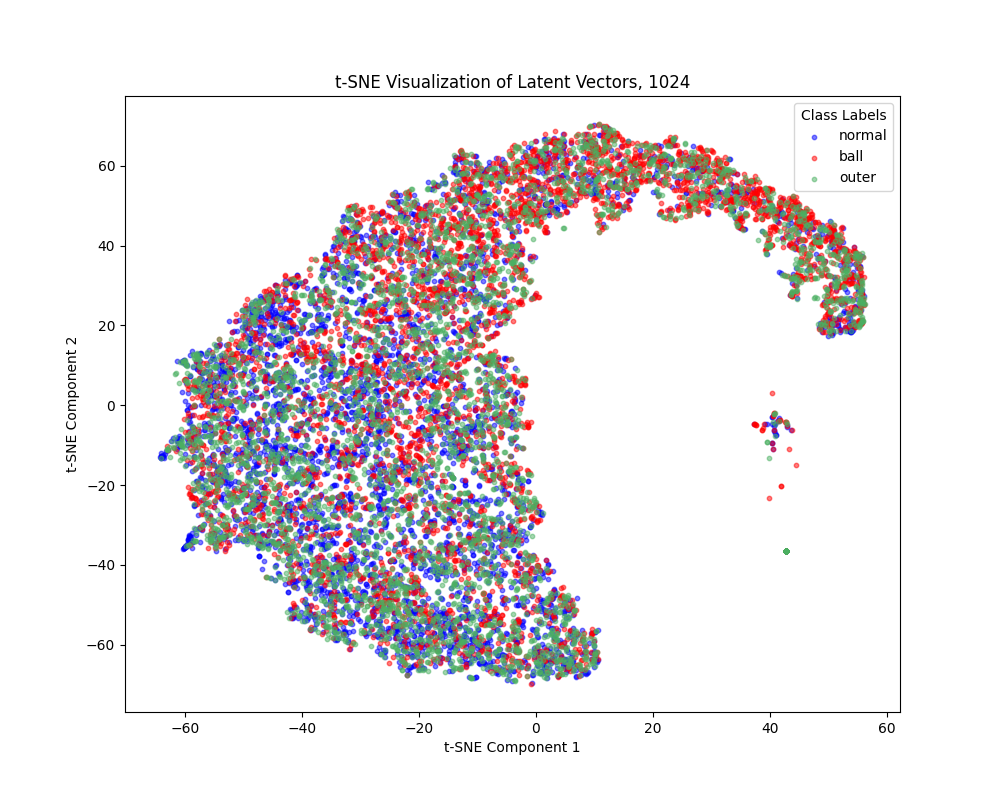 t-SNE Visualization of Latent Vectors, 1024
Class Labels
normal
ball
outer
60
40
20
0
−20
−40
−60
t-SNE Component 2
−60
−40
−20
0
20
40
60
t-SNE Component 1